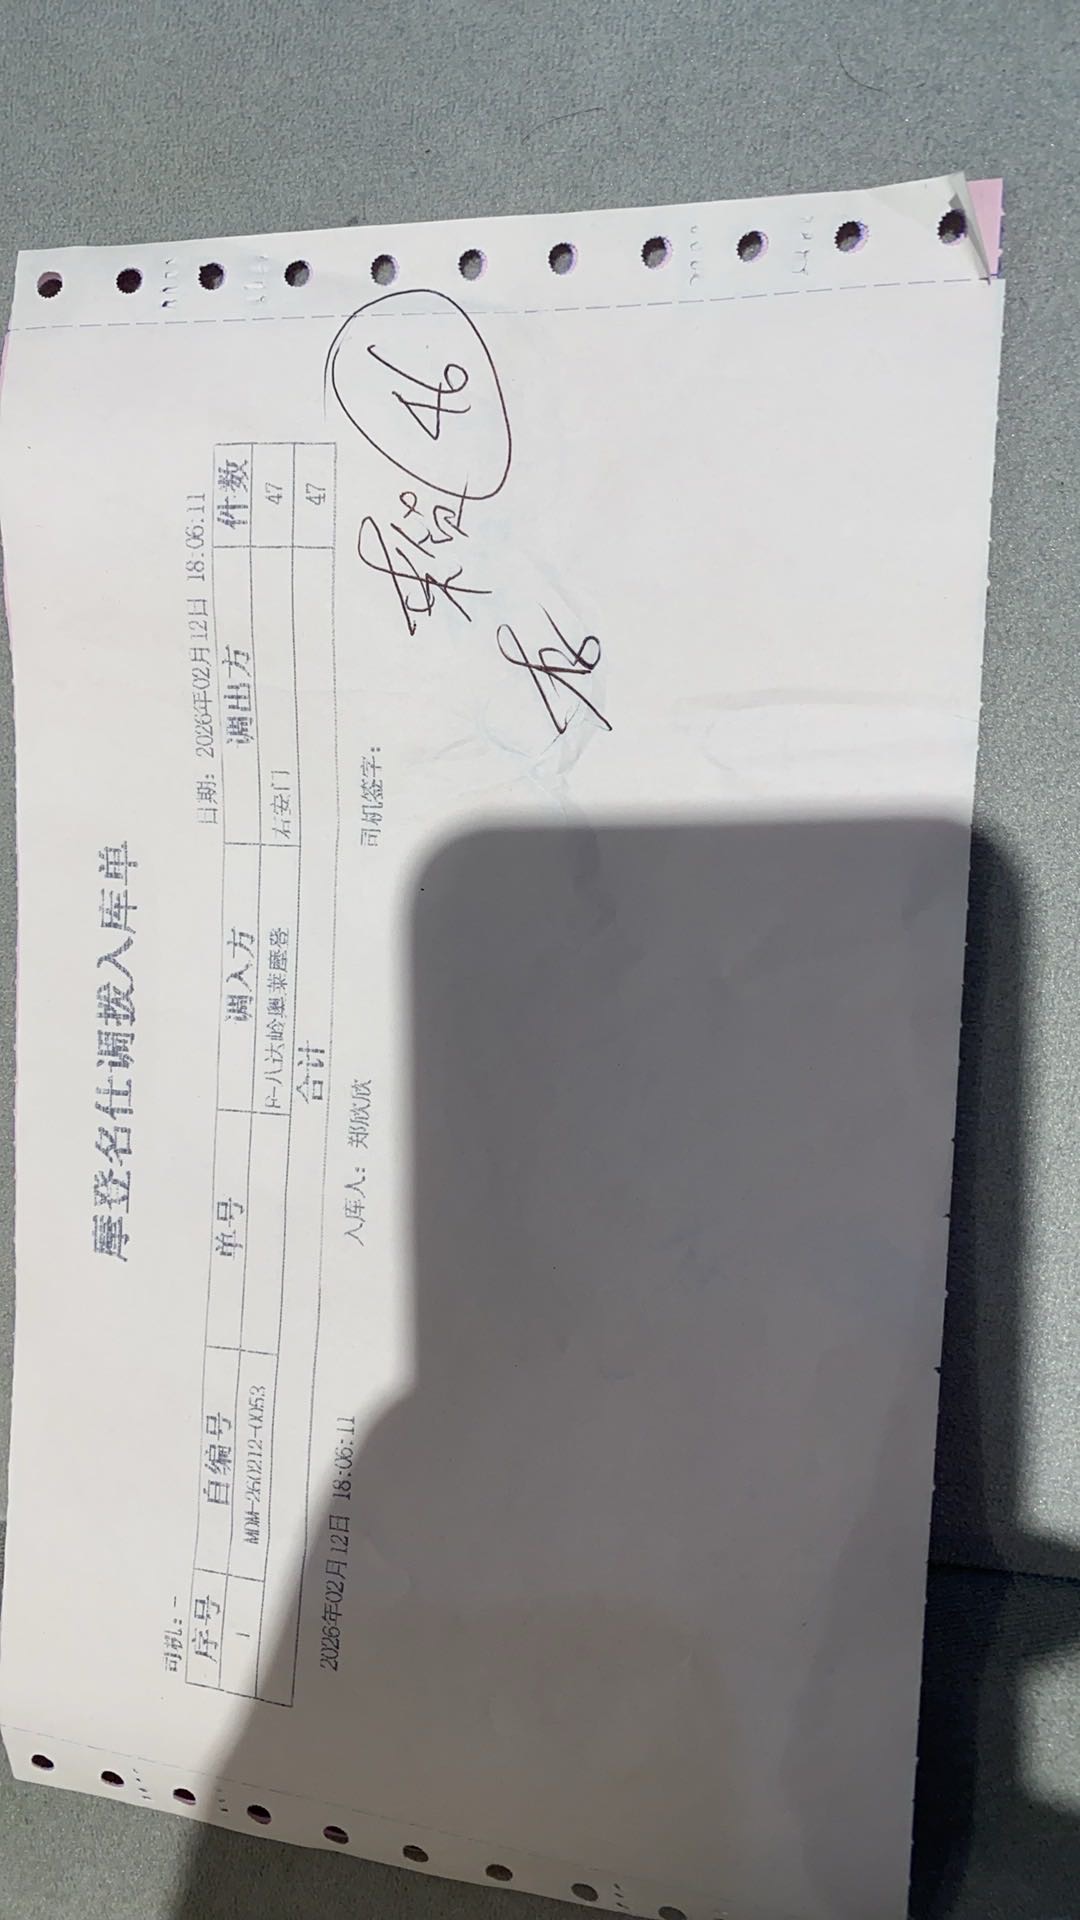 摩登名仕调拨入库单
司机：-
日期：2026年02月12日 18:06:11
序号 自编号 单号 调入方 调出方 件数
1 MDM-260212-0053 F-八达岭奥莱摩登 右安门 47
合计 47
2026年02月12日 18:06:11 入库人：郑欣欣 司机签字：
来货 46